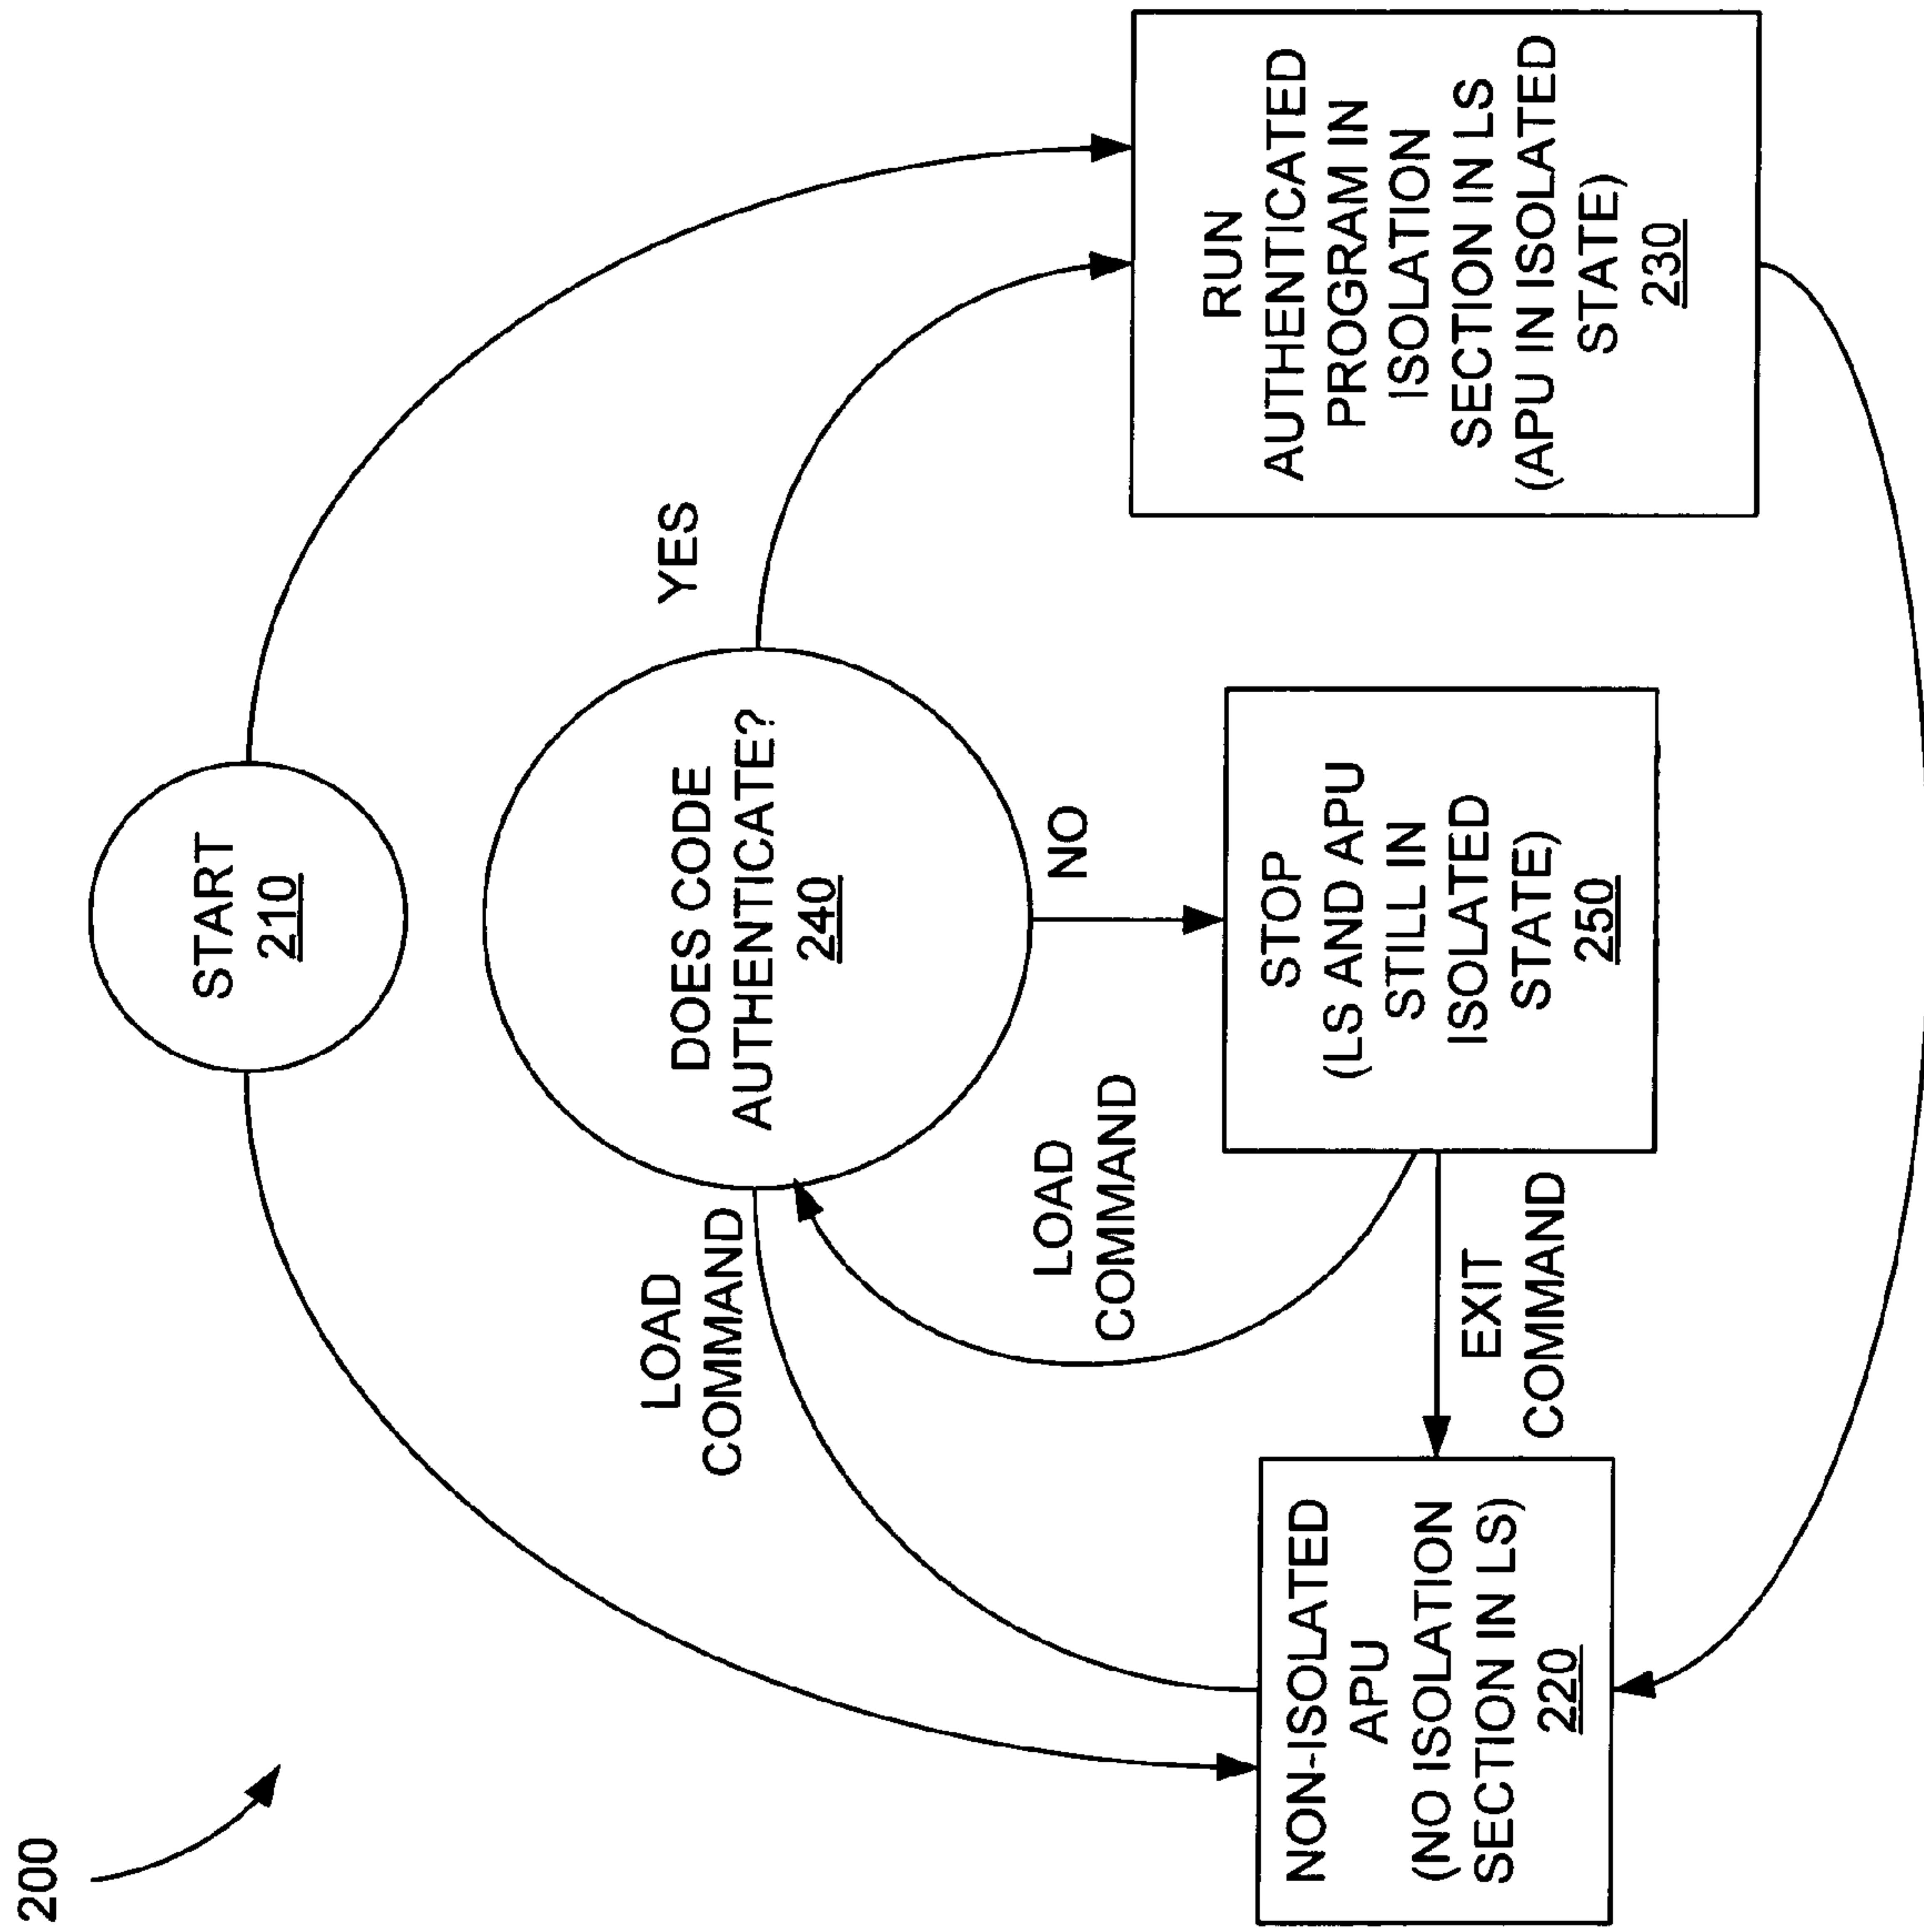 200
START
210
DOES CODE
AUTHENTICATE?
240
YES
NO
LOAD
COMMAND
LOAD
COMMAND
EXIT
COMMAND
NON-ISOLATED
APU
(NO ISOLATION
SECTION IN LS)
220
STOP
(LS AND APU
STILL IN
ISOLATED
STATE)
250
RUN
AUTHENTICATED
PROGRAM IN
ISOLATION
SECTION IN LS
(APU IN ISOLATED
STATE)
230